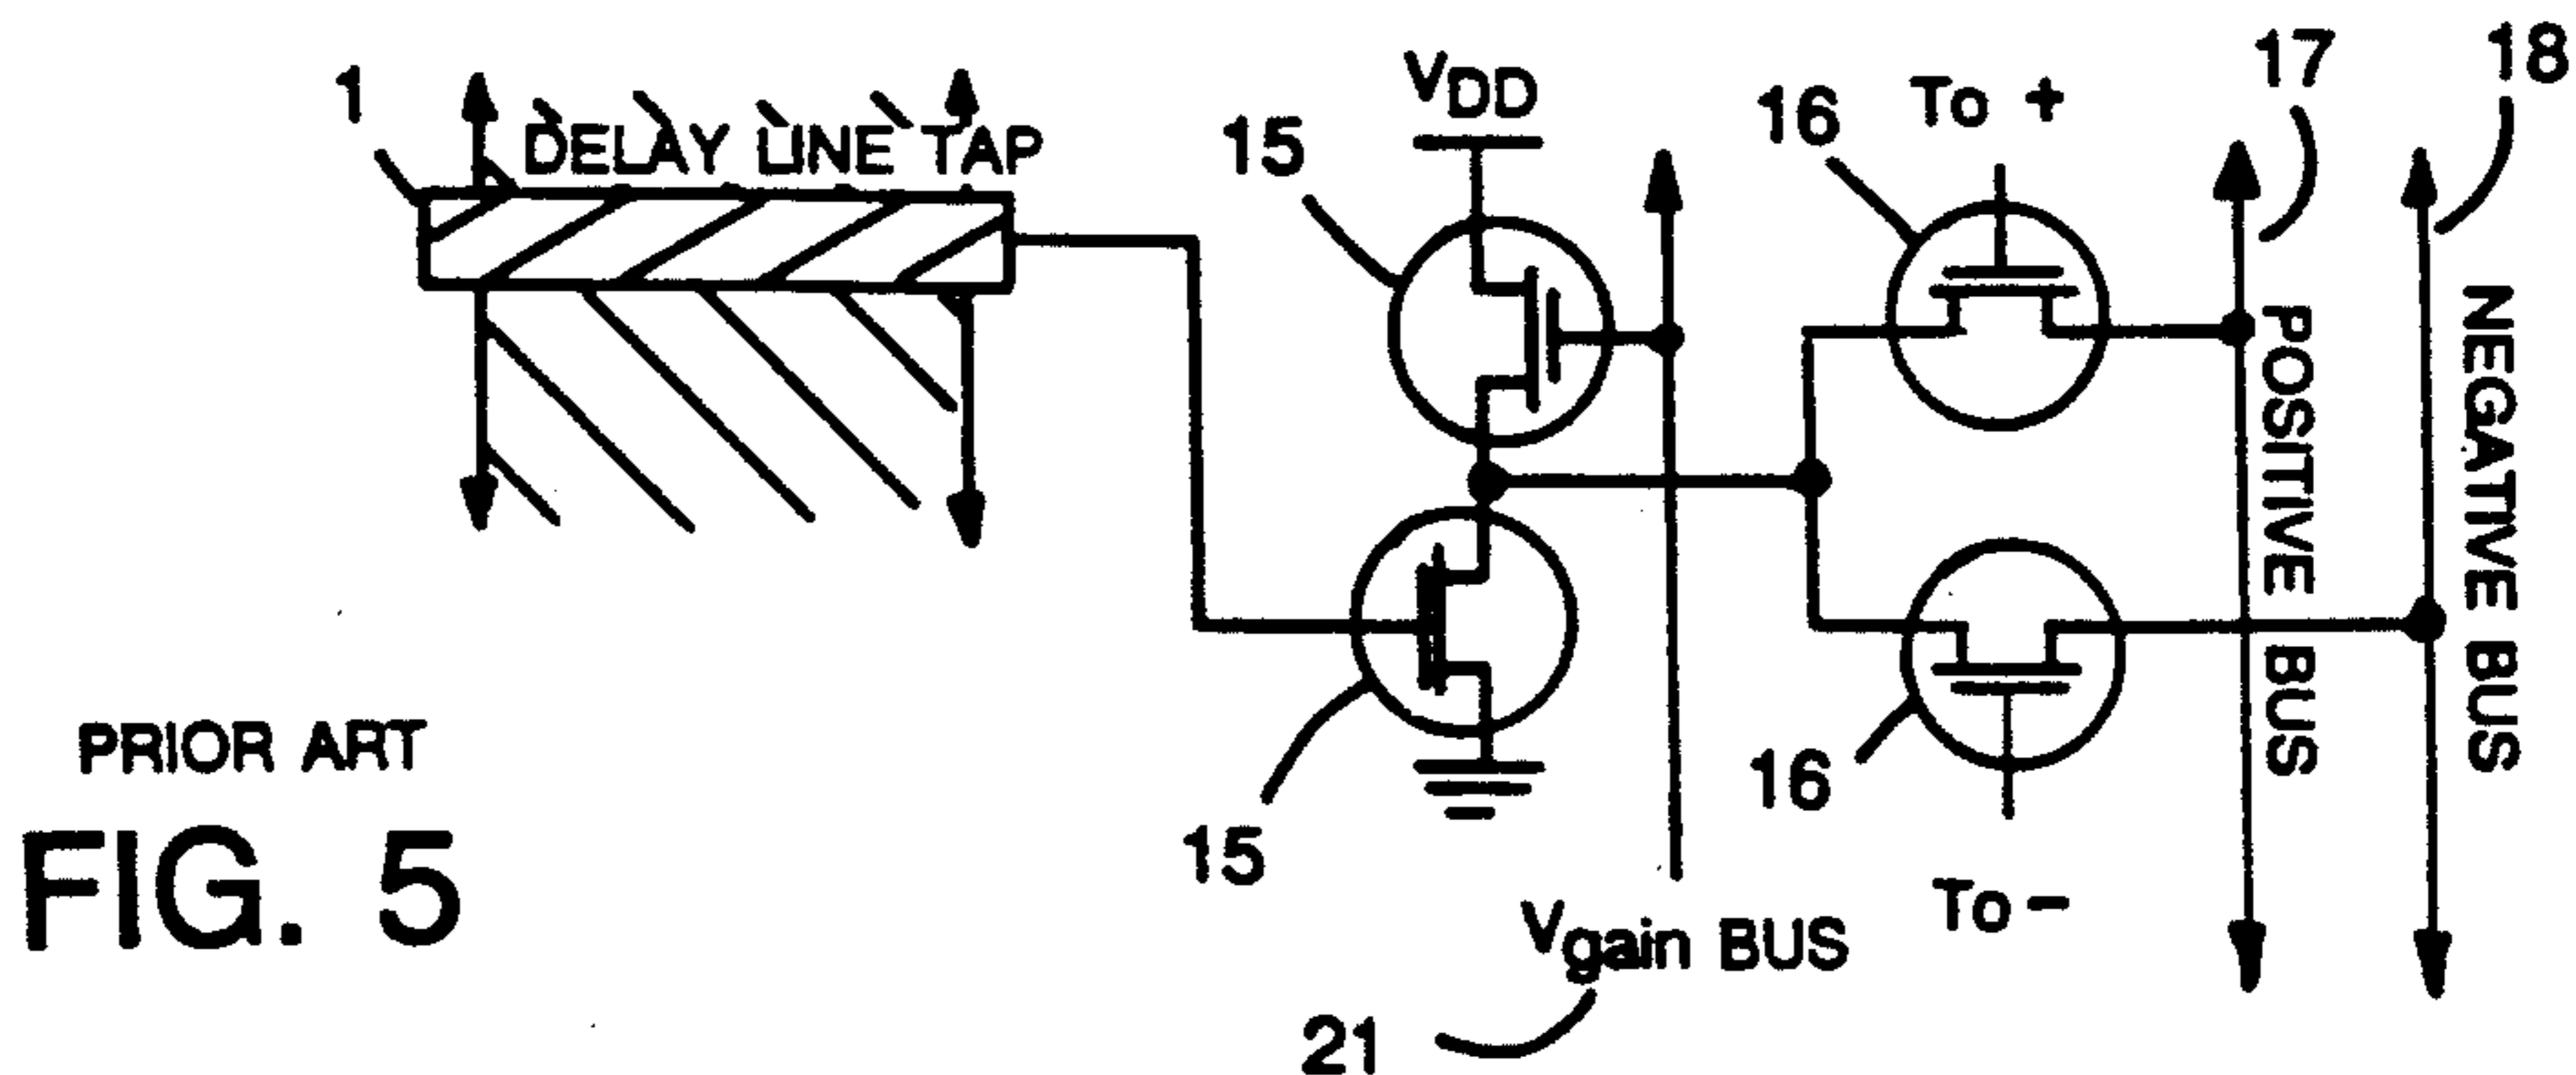 1
DELAY LINE TAP
15
VDD
16
To +
17
18
POSITIVE BUS
NEGATIVE BUS
15
16
To -
Vgain BUS
21
PRIOR ART
FIG. 5